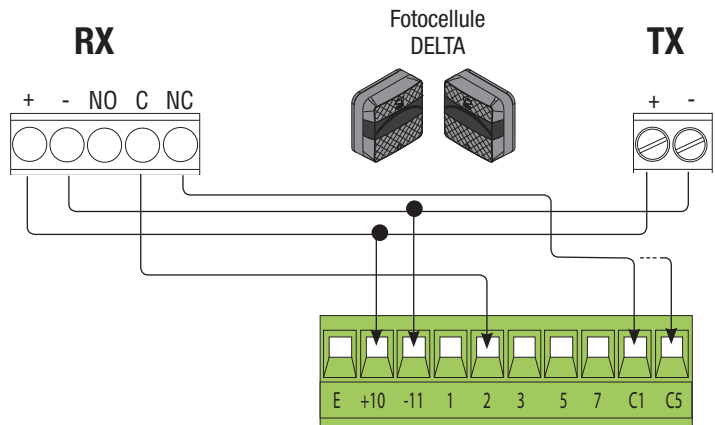 RX
Fotocellule
DELTA
TX
+ - NO C NC
+ -
E +10 -11 1 2 3 5 7 C1 C5